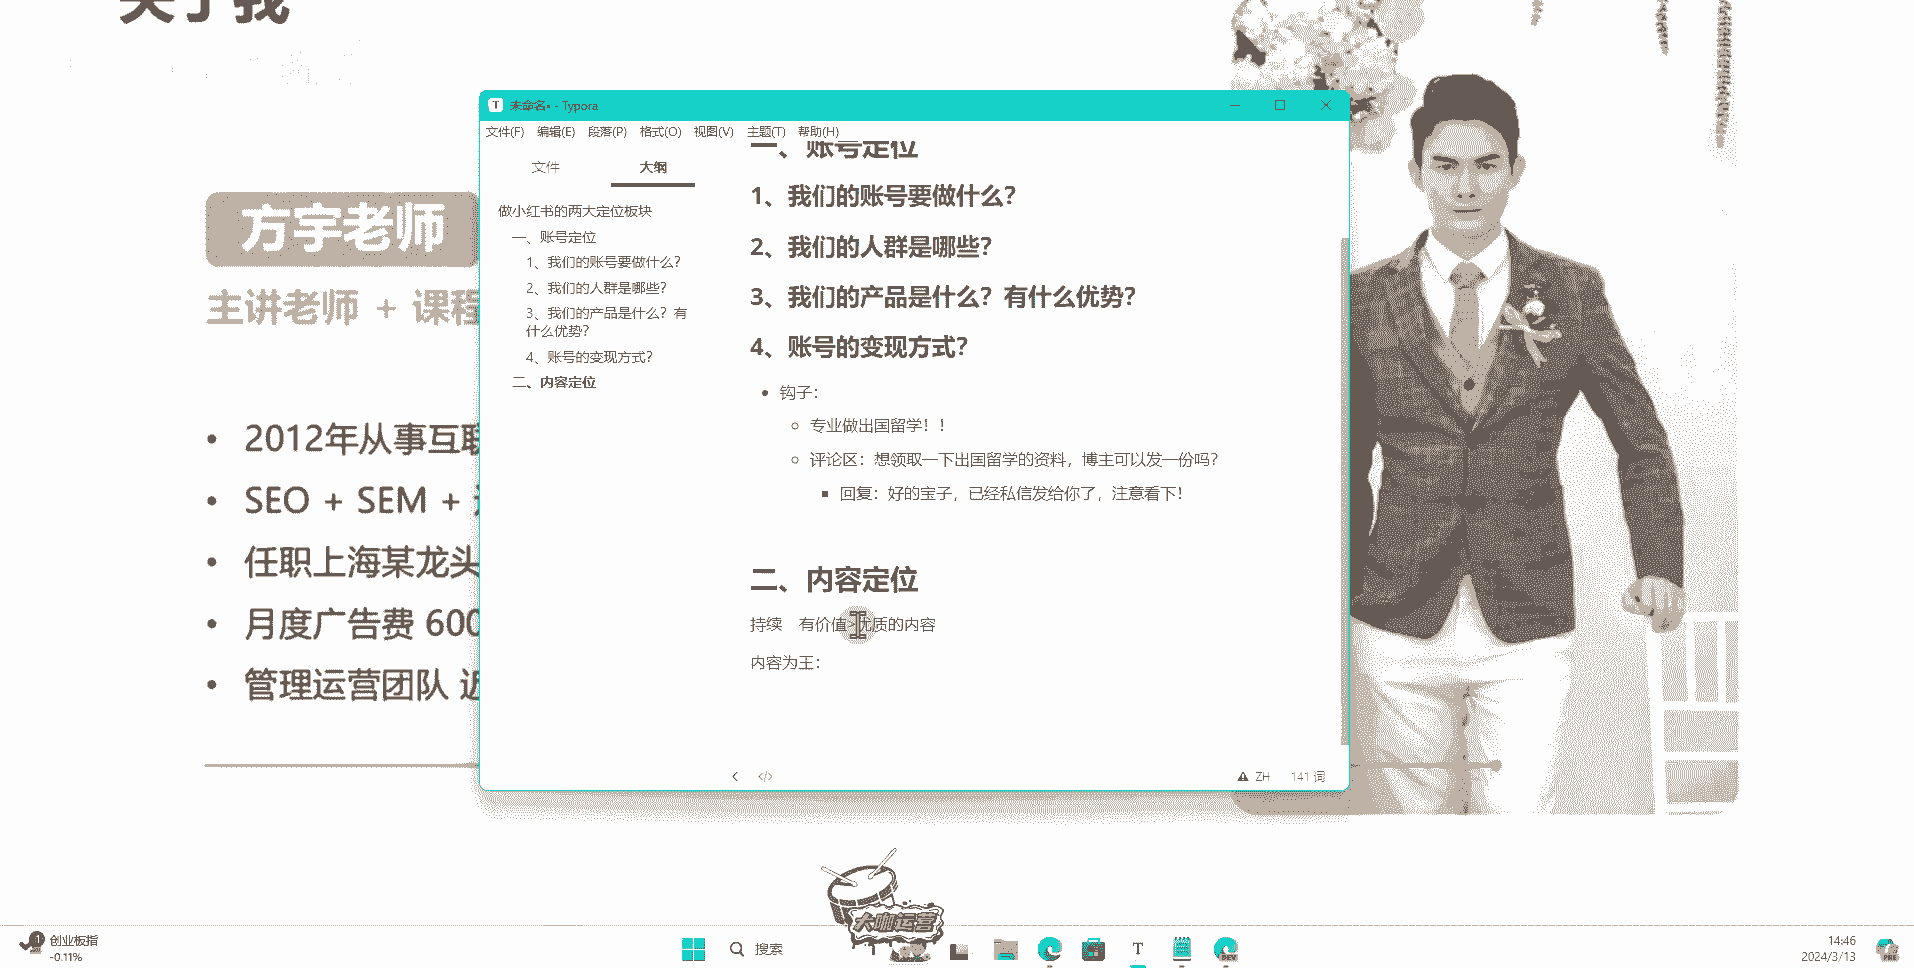 关于我
方宇老师
主讲老师 + 课程
2012年从事互联
SEO + SEM +
任职上海某龙头
月度广告费 600
管理运营团队 近
未命名• - Typora
文件(F) 编辑(E) 段落(P) 格式(O) 视图(V) 主题(T) 帮助(H)
文件 大纲
做小红书的两大定位板块
一、账号定位
1、我们的账号要做什么？
2、我们的人群是哪些？
3、我们的产品是什么？有
什么优势？
4、账号的变现方式？
二、内容定位
一、账号定位
1、我们的账号要做什么？
2、我们的人群是哪些？
3、我们的产品是什么？有什么优势？
4、账号的变现方式？
钩子：
专业做出国留学！！
评论区：想领取一下出国留学的资料，博主可以发一份吗？
回复：好的宝子，已经私信发给你了，注意看下！
二、内容定位
持续 有价值 优质的内容
内容为王：
ZH 141 词
大咖运营
1
创业板指
-0.11%
搜索
T
DEV
14:46
2024/3/13
PRE